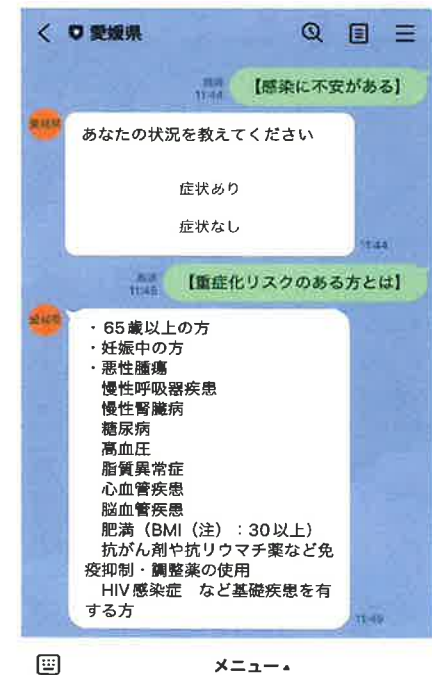 愛媛県
【感染に不安がある】
既読
11:44
愛媛県
あなたの状況を教えてください
症状あり
症状なし
11:44
【重症化リスクのある方とは】
既読
11:49
愛媛県
・65歳以上の方
・妊娠中の方
・悪性腫瘍
慢性呼吸器疾患
慢性腎臓病
糖尿病
高血圧
脂質異常症
心血管疾患
脳血管疾患
肥満（BMI（注）：30以上）
抗がん剤や抗リウマチ薬など免
疫抑制・調整薬の使用
HIV感染症　など基礎疾患を有
する方
11:49
メニュー▲